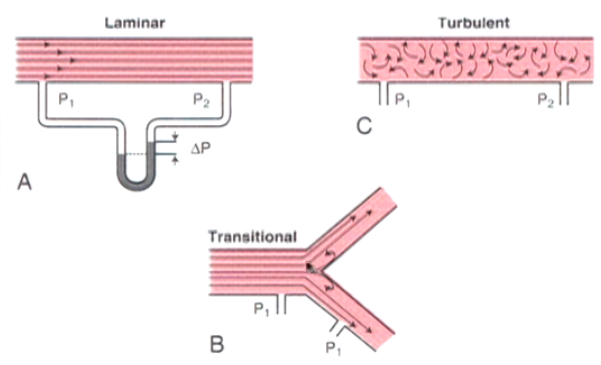 Laminar
P1
P2
ΔP
A
Turbulent
P1
P2
C
Transitional
P1
P1
B